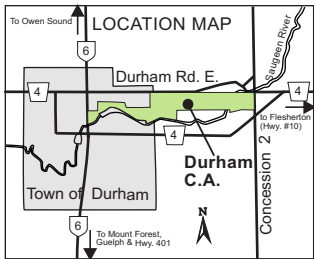 To Owen Sound
LOCATION MAP
6
Saugeen River
Durham Rd. E.
4
4
to Flesherton
(Hwy. #10)
4
Durham
C.A.
Concession 2
Town of Durham
N
6
To Mount Forest,
Guelph & Hwy. 401